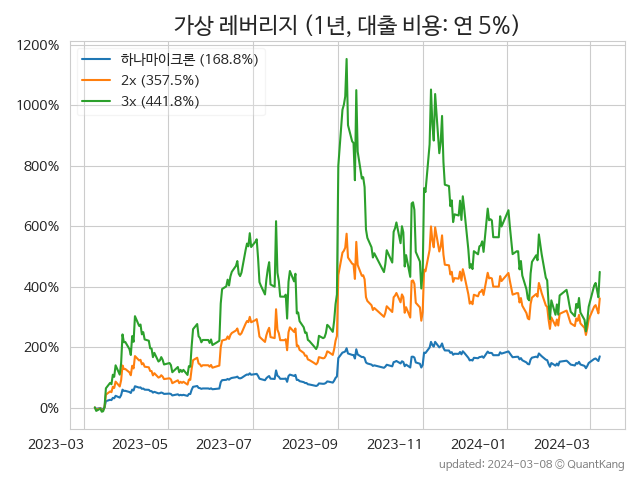 가상 레버리지 (1년, 대출 비용: 연 5%)
1200%
1000%
800%
600%
400%
200%
0%
하나마이크론 (168.8%)
2x (357.5%)
3x (441.8%)
2023-03 2023-05 2023-07 2023-09 2023-11 2024-01 2024-03
updated: 2024-03-08 © QuantKang